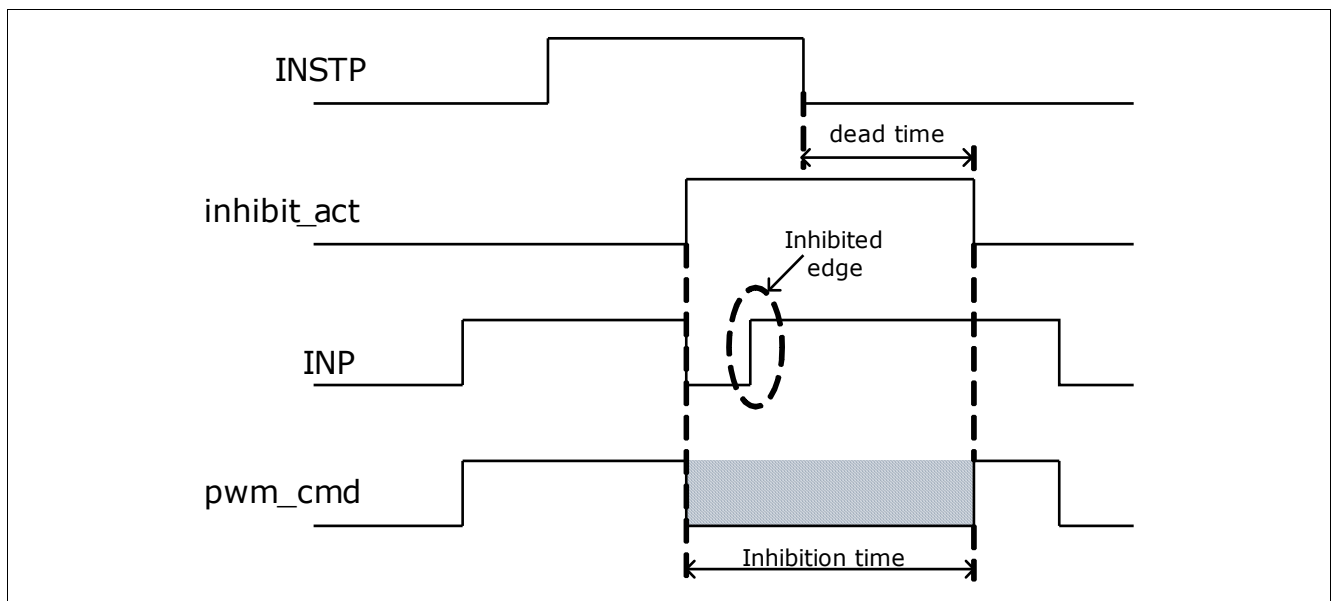 INSTP
dead time
inhibit_act
Inhibited
edge
INP
pwm_cmd
Inhibition time